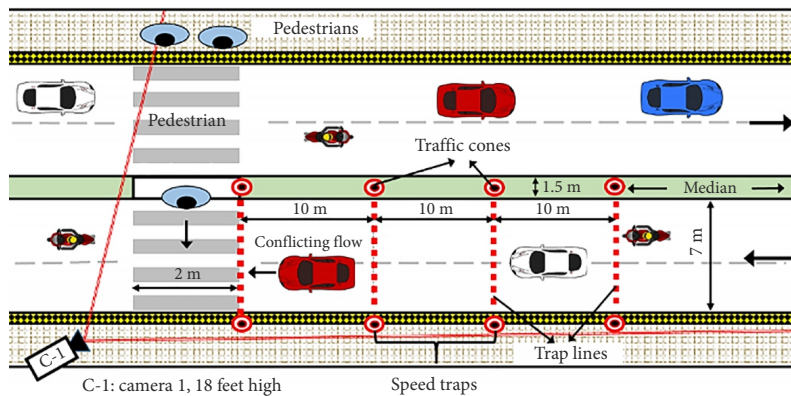 Pedestrians
Pedestrian
Traffic cones
1.5 m
Median
10 m
10 m
10 m
Conflicting flow
7 m
2 m
C-1
Trap lines
C-1: camera 1, 18 feet high
Speed traps